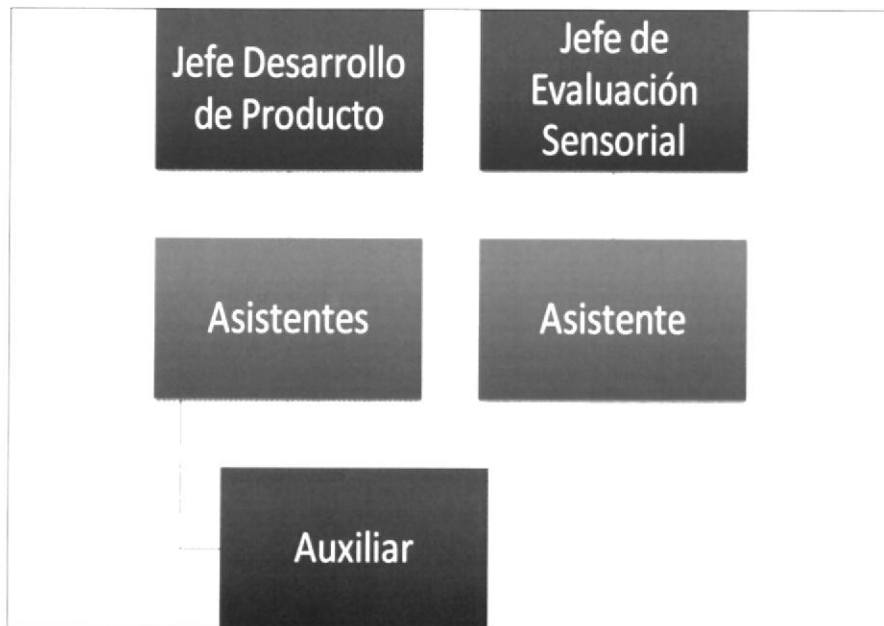 Jefe Desarrollo
de Producto
Jefe de
Evaluación
Sensorial
Asistentes
Asistente
Auxiliar